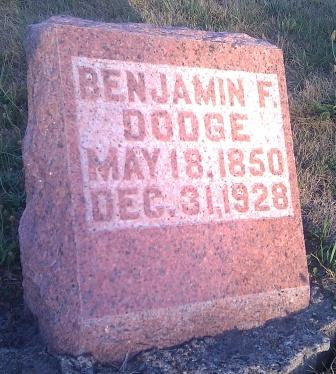 BENJAMIN F.
DODGE
MAY 18, 1850
DEC. 31, 1928